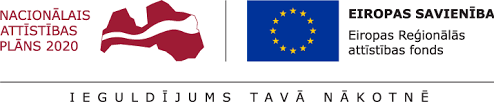 NACIONĀLAIS
ATTĪSTĪBAS
PLĀNS 2020
EIROPAS SAVIENĪBA
Eiropas Reģionālās
attīstības fonds
IEGULDĪJUMS TAVĀ NĀKOTNĒ